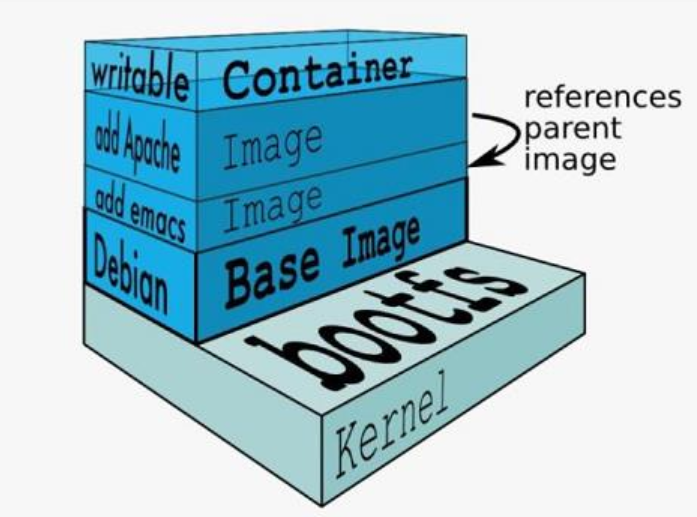 writable Container
add Apache Image
add emacs Image
Debian Base Image
bootfs
Kernel
references
parent
image